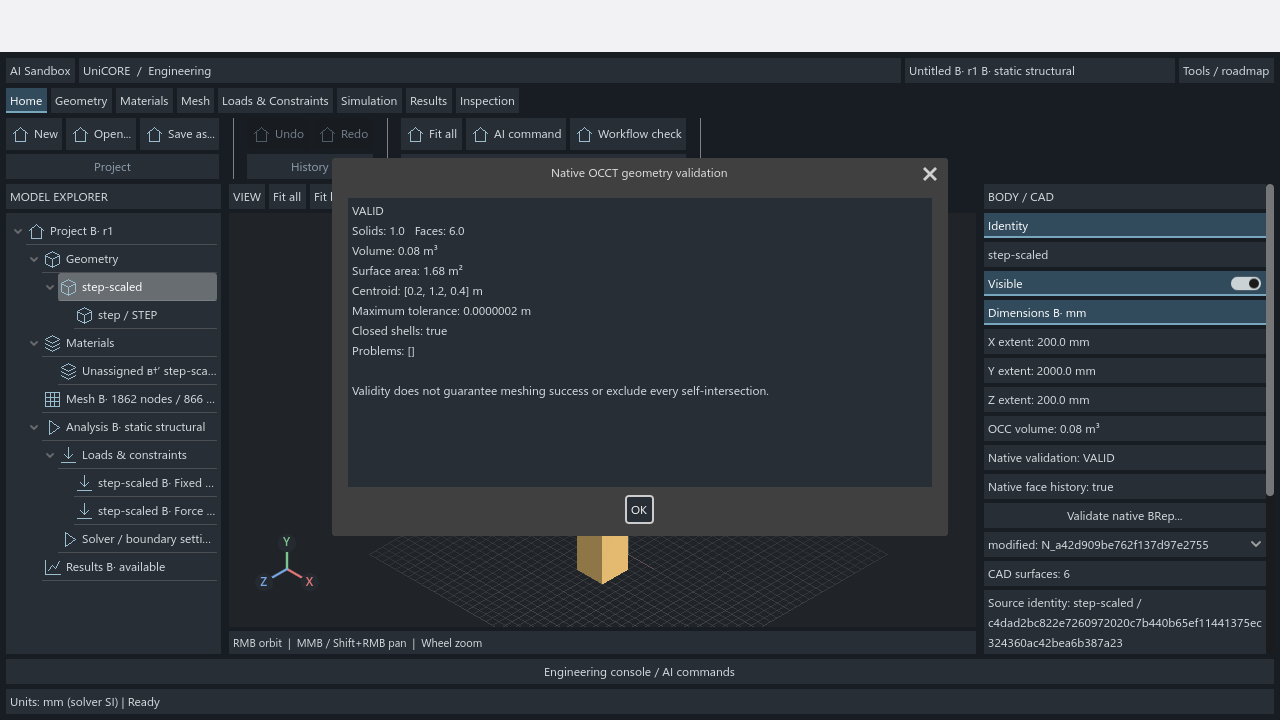 AI Sandbox
UniCORE / Engineering
Untitled В· r1 В· static structural
Tools / roadmap
Home
Geometry
Materials
Mesh
Loads & Constraints
Simulation
Results
Inspection
New
Open...
Save as...
Undo
Redo
Fit all
AI command
Workflow check
Project
History
MODEL EXPLORER
Project В· r1
Geometry
step-scaled
step / STEP
Materials
Unassigned в†’ step-sca...
Mesh В· 1862 nodes / 866 ...
Analysis В· static structural
Loads & constraints
step-scaled В· Fixed ...
step-scaled В· Force ...
Solver / boundary setti...
Results В· available
VIEW
Fit all
Native OCCT geometry validation
VALID
Solids: 1.0 Faces: 6.0
Volume: 0.08 m³
Surface area: 1.68 m²
Centroid: [0.2, 1.2, 0.4] m
Maximum tolerance: 0.0000002 m
Closed shells: true
Problems: []
Validity does not guarantee meshing success or exclude every self-intersection.
OK
Y
Z
X
RMB orbit | MMB / Shift+RMB pan | Wheel zoom
BODY / CAD
Identity
step-scaled
Visible
Dimensions В· mm
X extent: 200.0 mm
Y extent: 2000.0 mm
Z extent: 200.0 mm
OCC volume: 0.08 m³
Native validation: VALID
Native face history: true
Validate native BRep...
modified: N_a42d909be762f137d97e2755
CAD surfaces: 6
Source identity: step-scaled /
c4dad2bc822e7260972020c7b440b65ef11441375ec
324360ac42bea6b387a23
Engineering console / AI commands
Units: mm (solver SI) | Ready